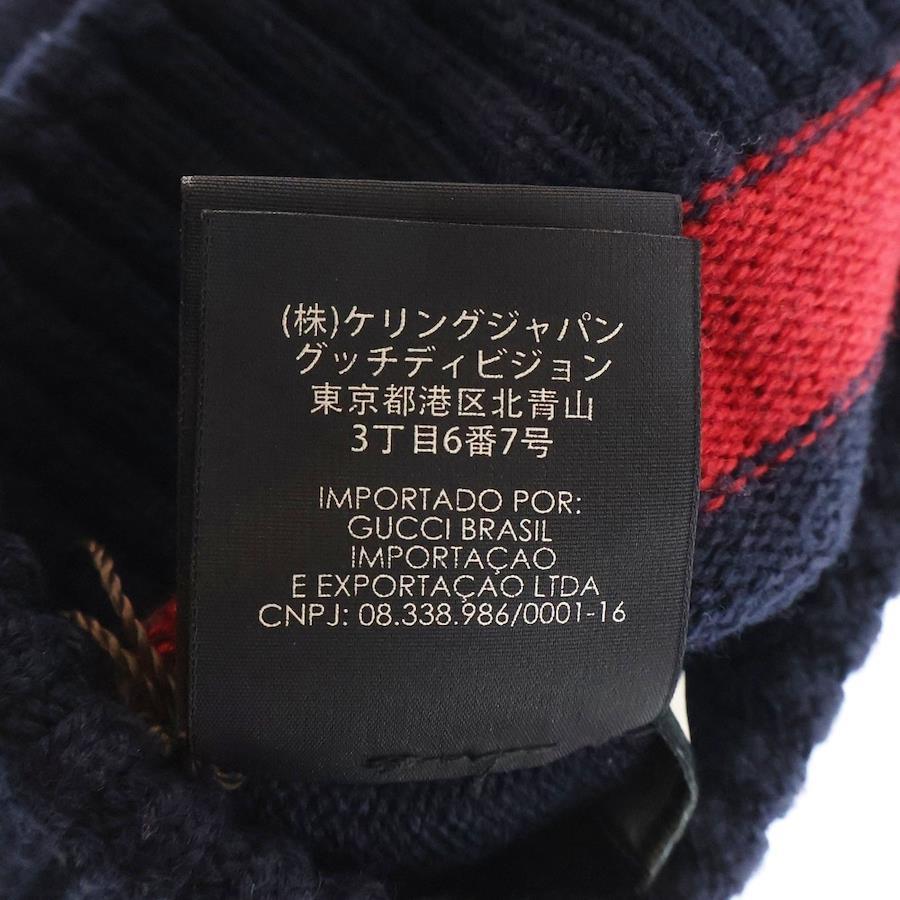 (株)ケリングジャパン
グッチディビジョン
東京都港区北青山
3丁目6番7号
IMPORTADO POR:
GUCCI BRASIL
IMPORTAÇAO
E EXPORTAÇAO LTDA
CNPJ: 08.338.986/0001-16